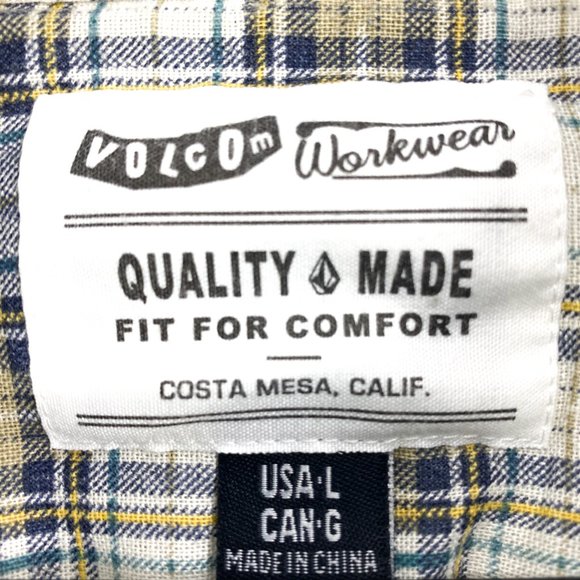 VOLCOM Workwear
QUALITY MADE
FIT FOR COMFORT
COSTA MESA, CALIF.
USA·L
CAN·G
MADE IN CHINA